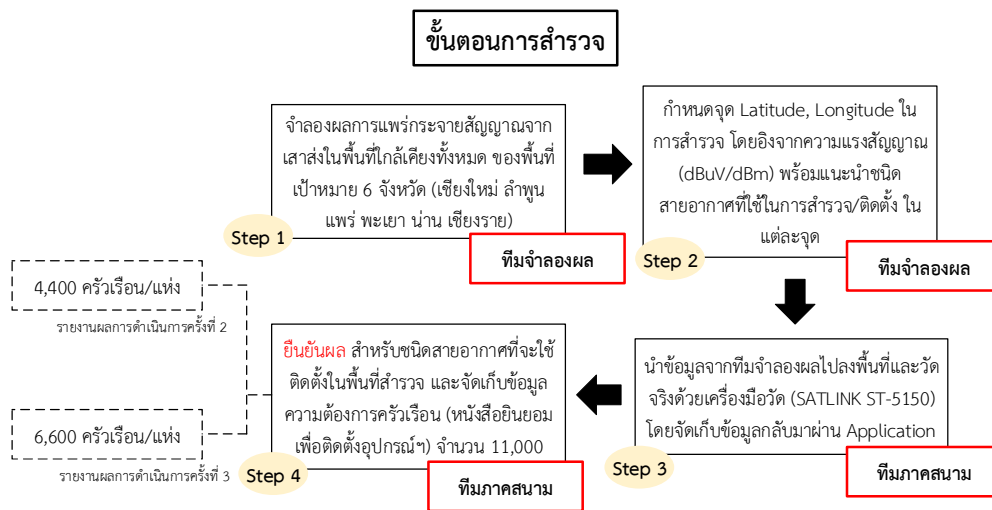 ขั้นตอนการสำรวจ
จำลองผลการแพร่กระจายสัญญาณจาก
เสาส่งในพื้นที่ใกล้เคียงทั้งหมด ของพื้นที่
เป้าหมาย 6 จังหวัด (เชียงใหม่ ลำพูน
แพร่ พะเยา น่าน เชียงราย)
Step 1
ทีมจำลองผล
กำหนดจุด Latitude, Longitude ใน
การสำรวจ โดยอิงจากความแรงสัญญาณ
(dBuV/dBm) พร้อมแนะนำชนิด
สายอากาศที่ใช้ในการสำรวจ/ติดตั้ง ใน
แต่ละจุด
Step 2
ทีมจำลองผล
นำข้อมูลจากทีมจำลองผลไปลงพื้นที่และวัด
จริงด้วยเครื่องมือวัด (SATLINK ST-5150)
โดยจัดเก็บข้อมูลกลับมาผ่าน Application
Step 3
ทีมภาคสนาม
ยืนยันผล สำหรับชนิดสายอากาศที่จะใช้
ติดตั้งในพื้นที่สำรวจ และจัดเก็บข้อมูล
ความต้องการครัวเรือน (หนังสือยินยอม
เพื่อติดตั้งอุปกรณ์ฯ) จำนวน 11,000
Step 4
ทีมภาคสนาม
4,400 ครัวเรือน/แห่ง
รายงานผลการดำเนินการครั้งที่ 2
6,600 ครัวเรือน/แห่ง
รายงานผลการดำเนินการครั้งที่ 3